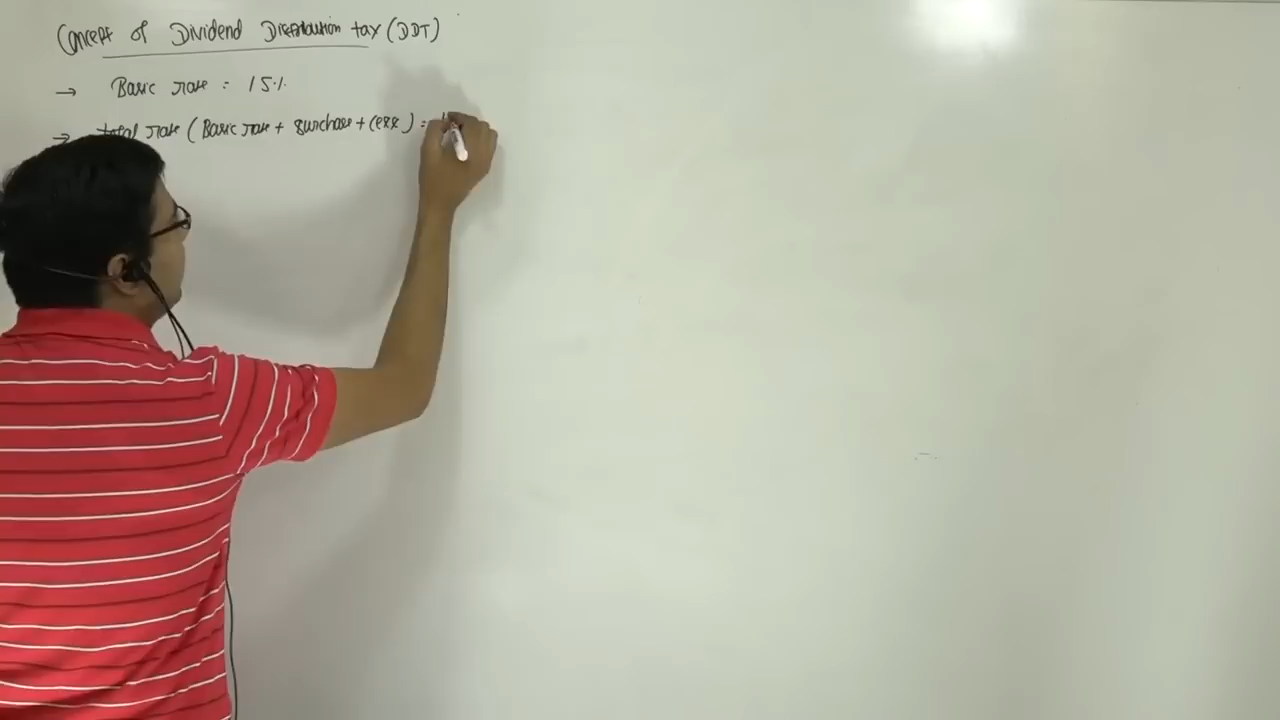 Concept of Dividend Distribution tax (DDT)
→ Basic rate = 15%
→ total rate (Basic rate + Surcharge + Cess) =